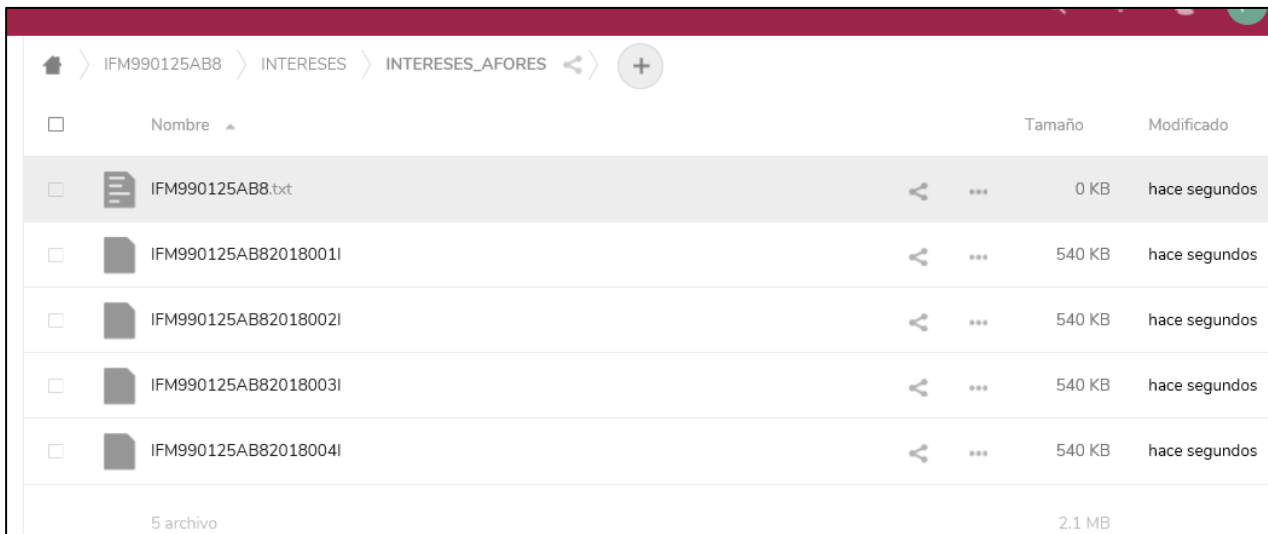 IFM990125AB8 INTERESES INTERESES_AFORES +
Nombre Tamaño Modificado
IFM990125AB8.txt 0 KB hace segundos
IFM990125AB82018001I 540 KB hace segundos
IFM990125AB82018002I 540 KB hace segundos
IFM990125AB82018003I 540 KB hace segundos
IFM990125AB82018004I 540 KB hace segundos
5 archivo 2.1 MB